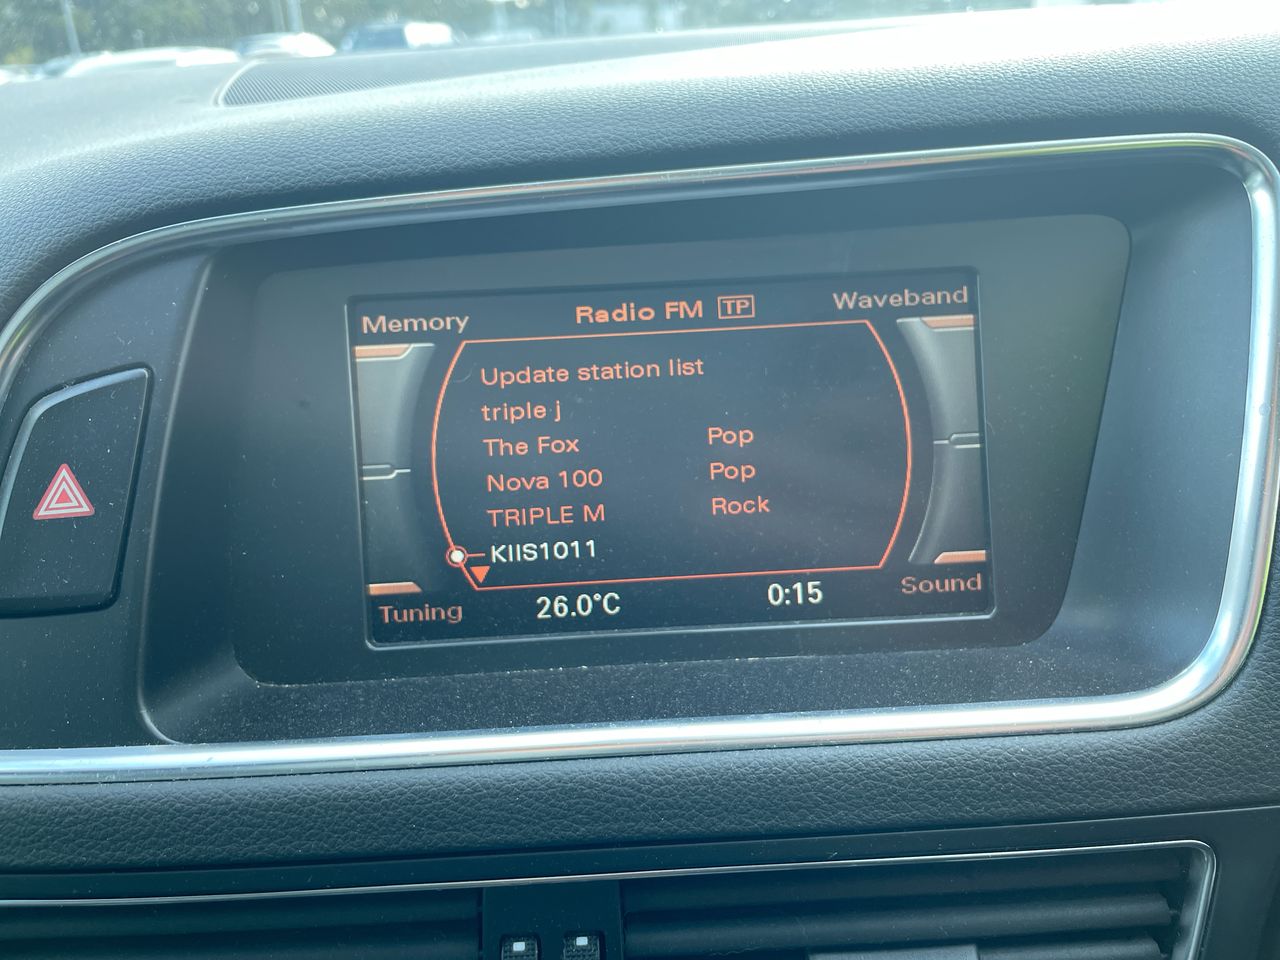 Memory
Radio FM TP
Waveband
Update station list
triple j
The Fox Pop
Nova 100 Pop
TRIPLE M Rock
KIIS1011
Tuning
26.0°C
0:15
Sound